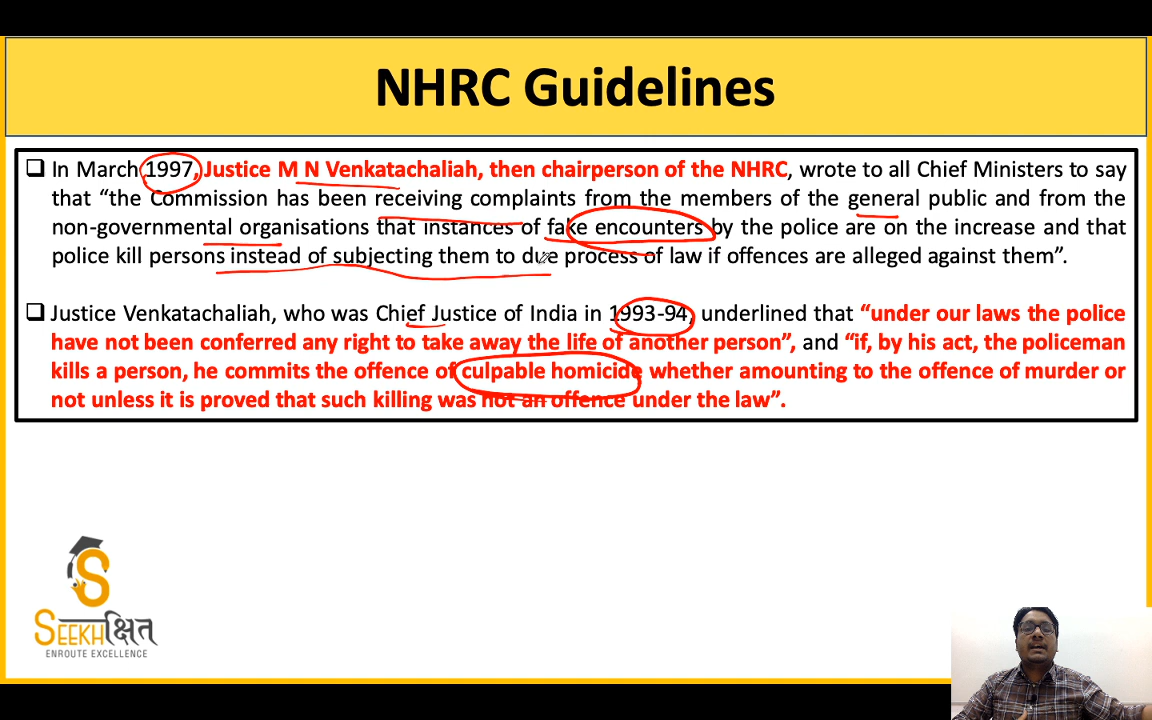 NHRC Guidelines
In March 1997, Justice M N Venkatachaliah, then chairperson of the NHRC, wrote to all Chief Ministers to say
that “the Commission has been receiving complaints from the members of the general public and from the
non-governmental organisations that instances of fake encounters by the police are on the increase and that
police kill persons instead of subjecting them to due process of law if offences are alleged against them”.
Justice Venkatachaliah, who was Chief Justice of India in 1993-94, underlined that “under our laws the police
have not been conferred any right to take away the life of another person”, and “if, by his act, the policeman
kills a person, he commits the offence of culpable homicide whether amounting to the offence of murder or
not unless it is proved that such killing was not an offence under the law”.
SEEKHक्षित
ENROUTE EXCELLENCE